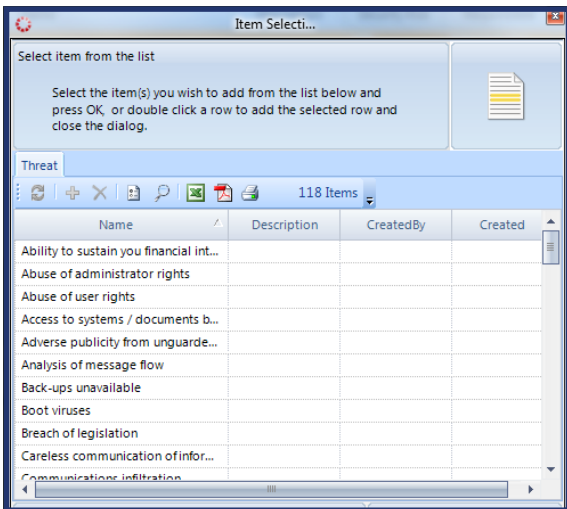 Item Selecti...
Select item from the list
Select the item(s) you wish to add from the list below and
press OK, or double click a row to add the selected row and
close the dialog.
Threat
118 Items
Name Description CreatedBy Created
Ability to sustain you financial int...
Abuse of administrator rights
Abuse of user rights
Access to systems / documents b...
Adverse publicity from unguarde...
Analysis of message flow
Back-ups unavailable
Boot viruses
Breach of legislation
Careless communication of infor...
Communications infiltration